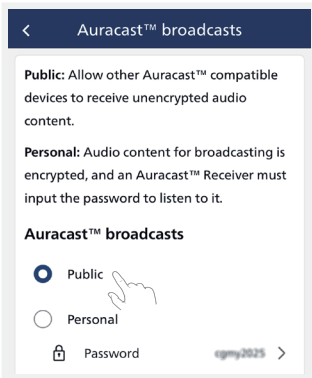 Auracast™ broadcasts
Public: Allow other Auracast™ compatible
devices to receive unencrypted audio
content.
Personal: Audio content for broadcasting is
encrypted, and an Auracast™ Receiver must
input the password to listen to it.
Auracast™ broadcasts
Public
Personal
Password